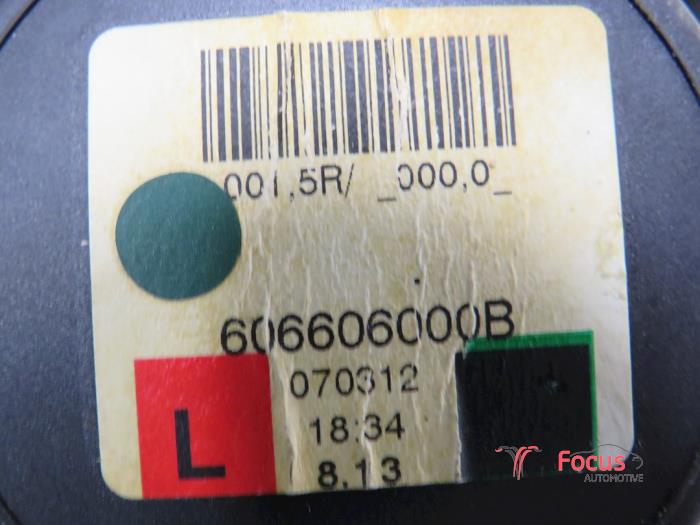 001,5R/ _000,0_
606606000B
070312
18:34
8.13
L
Focus
AUTOMOTIVE